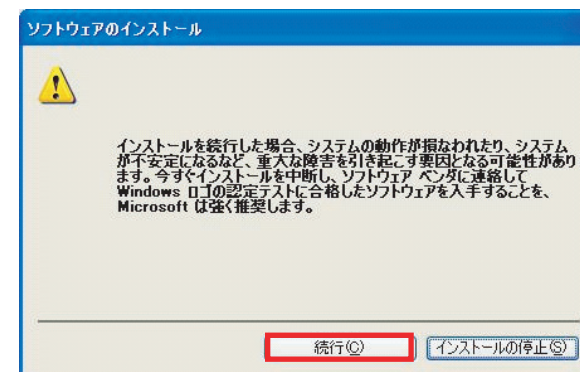 ソフトウェアのインストール
インストールを続行した場合、システムの動作が損なわれたり、システム
が不安定になるなど、重大な障害を引き起こす要因となる可能性があり
ます。今すぐインストールを中断し、ソフトウェア ベンダに連絡して
Windows ロゴの認定テストに合格したソフトウェアを入手することを、
Microsoft は強く推奨します。
続行(C)
インストールの停止(S)